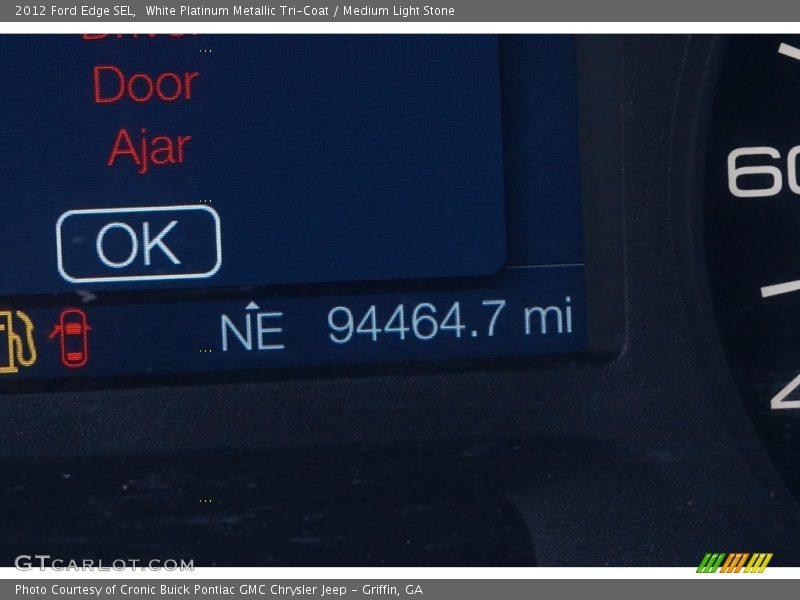 2012 Ford Edge SEL,  White Platinum Metallic Tri-Coat / Medium Light Stone
Driver
Door
Ajar
60
OK
NE 94464.7 mi
GTCARLOT.COM
Photo Courtesy of Cronic Buick Pontiac GMC Chrysler Jeep - Griffin, GA